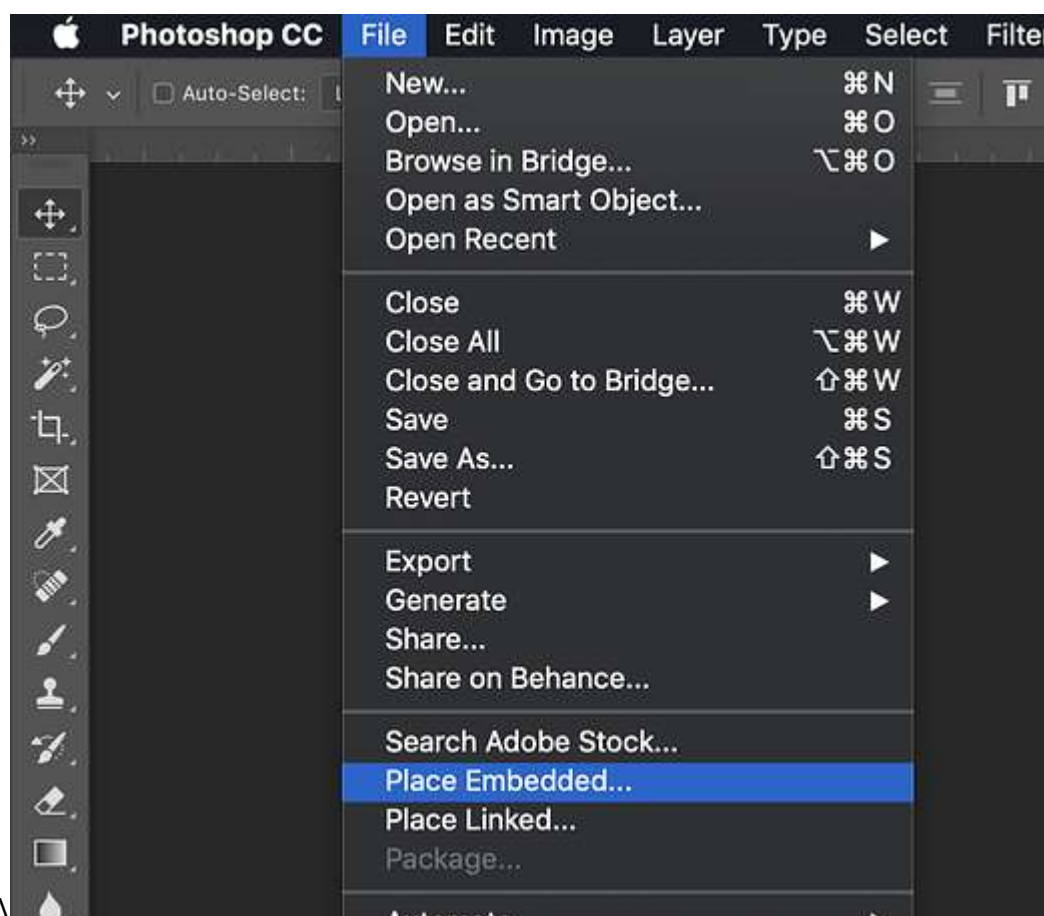 Photoshop CC File Edit Image Layer Type Select Filter
Auto-Select:
New... ⌘N
Open... ⌘O
Browse in Bridge... ⌥⌘O
Open as Smart Object...
Open Recent ▶
Close ⌘W
Close All ⌥⌘W
Close and Go to Bridge... ⇧⌘W
Save ⌘S
Save As... ⇧⌘S
Revert
Export ▶
Generate ▶
Share...
Share on Behance...
Search Adobe Stock...
Place Embedded...
Place Linked...
Package...